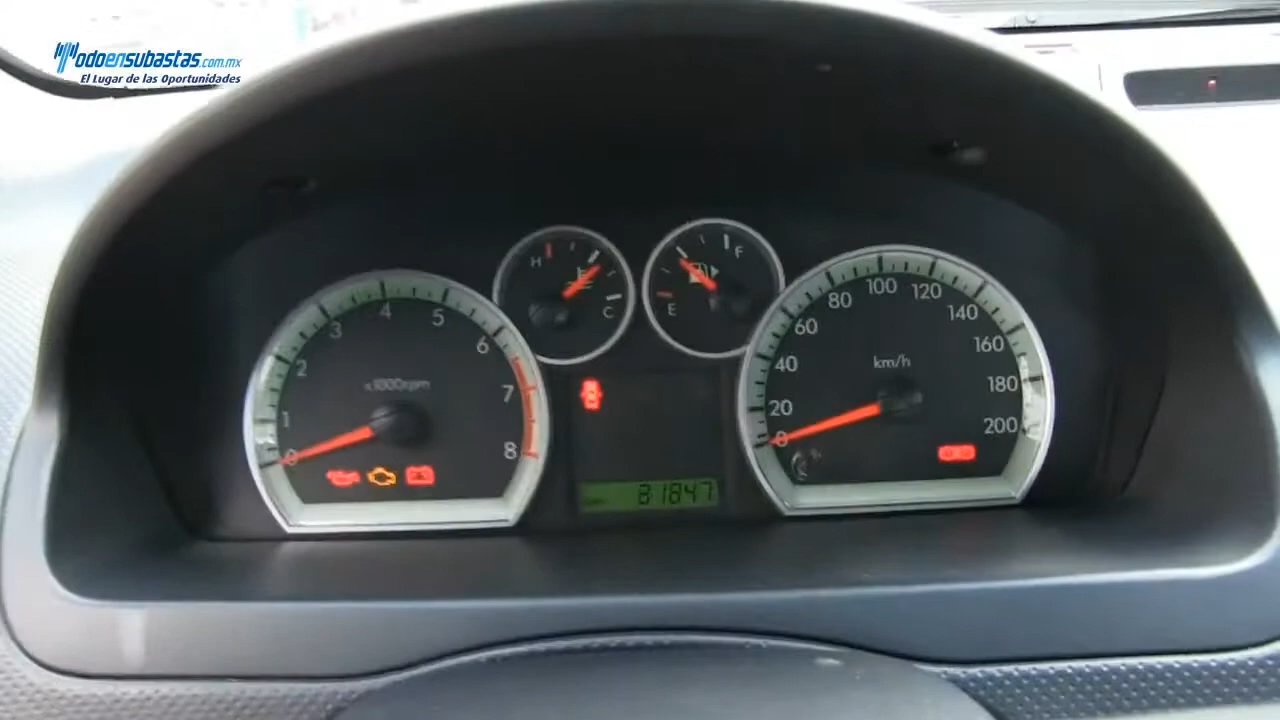 Modoensubastas.com.mx
El Lugar de las Oportunidades
H
C
E
F
0
1
2
3
4
5
6
7
8
x1000rpm
0
20
40
60
80
100
120
140
160
180
200
km/h
81847